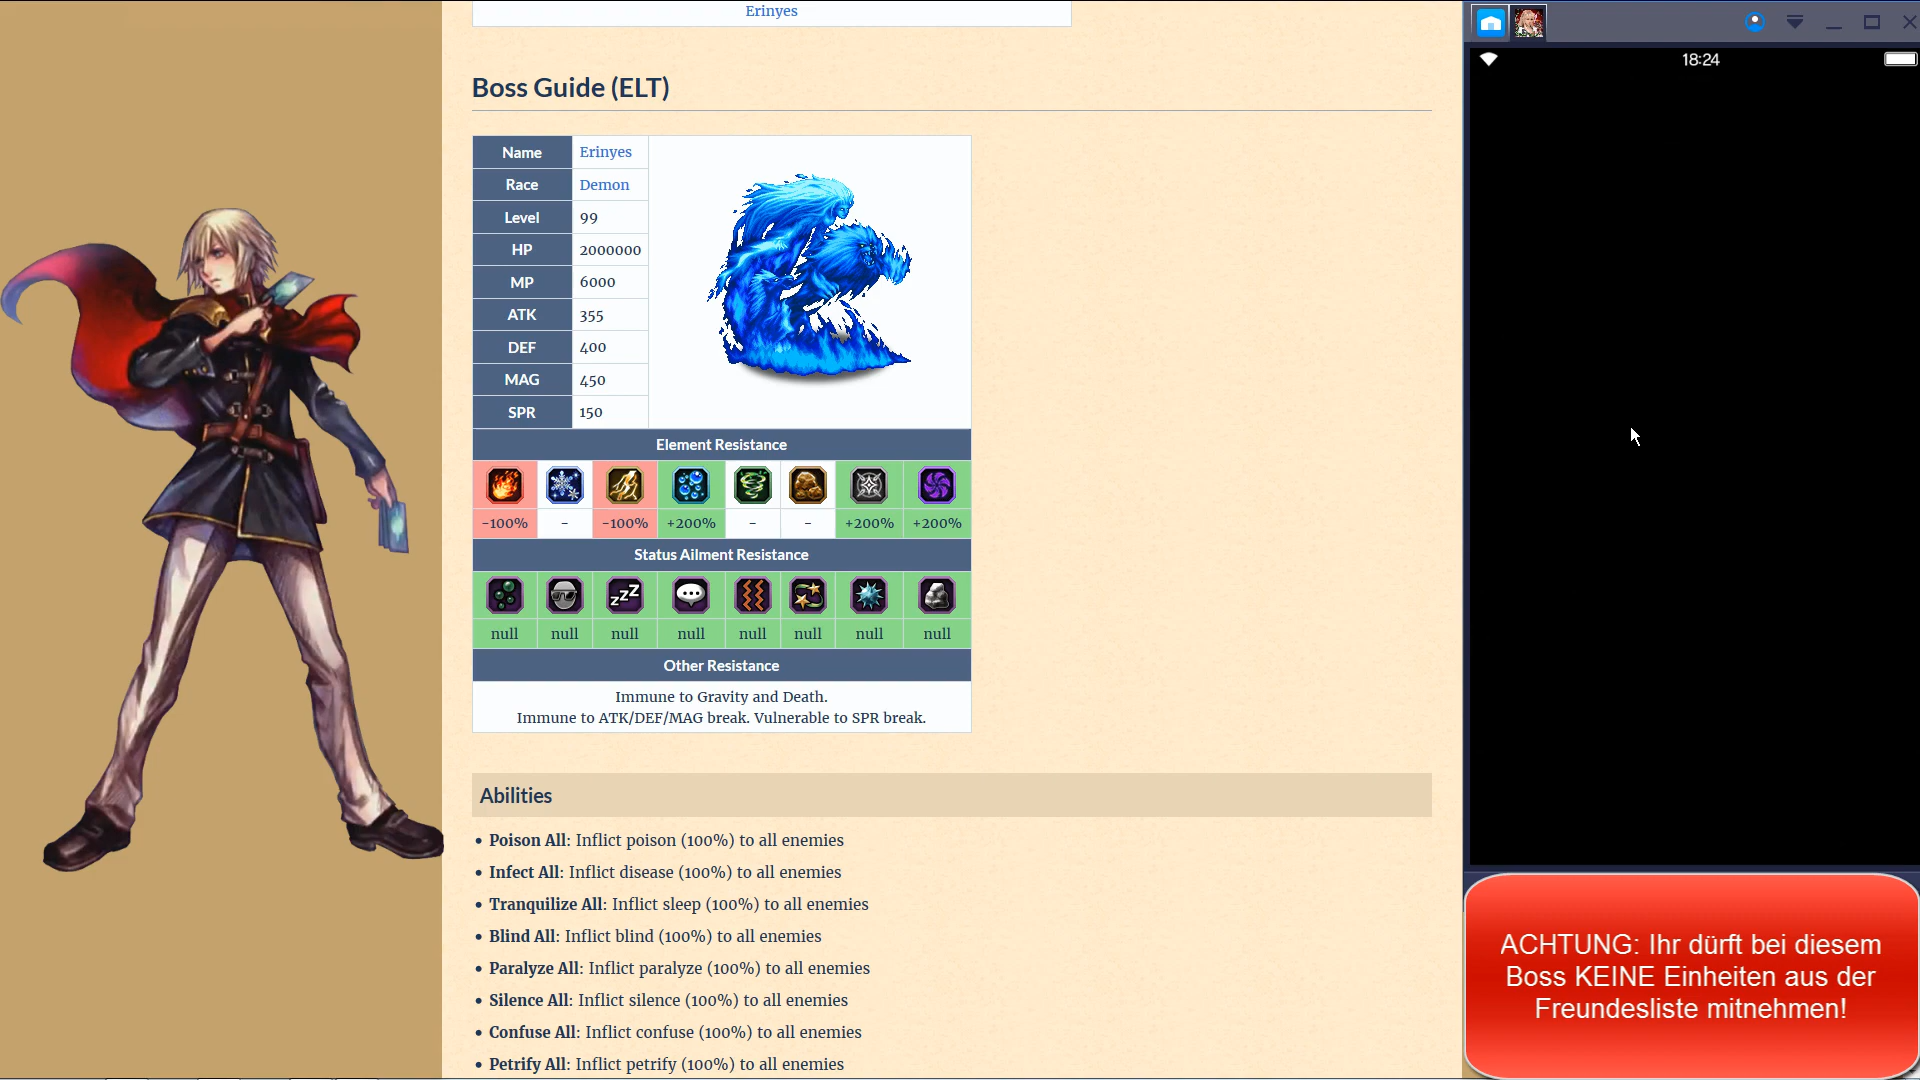 Erinyes
Boss Guide (ELT)
Name Erinyes
Race Demon
Level 99
HP 2000000
MP 6000
ATK 355
DEF 400
MAG 450
SPR 150
Element Resistance
-100% - -100% +200% - - +200% +200%
Status Ailment Resistance
zzZ
null null null null null null null null
Other Resistance
Immune to Gravity and Death.
Immune to ATK/DEF/MAG break. Vulnerable to SPR break.
Abilities
• Poison All: Inflict poison (100%) to all enemies
• Infect All: Inflict disease (100%) to all enemies
• Tranquilize All: Inflict sleep (100%) to all enemies
• Blind All: Inflict blind (100%) to all enemies
• Paralyze All: Inflict paralyze (100%) to all enemies
• Silence All: Inflict silence (100%) to all enemies
• Confuse All: Inflict confuse (100%) to all enemies
• Petrify All: Inflict petrify (100%) to all enemies
18:24
ACHTUNG: Ihr dürft bei diesem
Boss KEINE Einheiten aus der
Freundesliste mitnehmen!